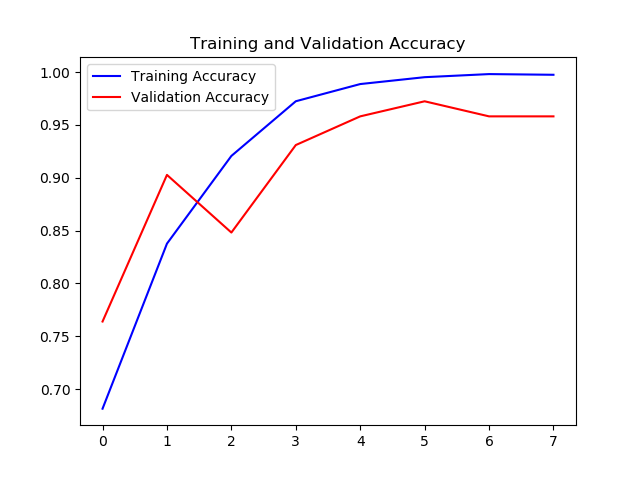 Training and Validation Accuracy
Training Accuracy
Validation Accuracy
1.00
0.95
0.90
0.85
0.80
0.75
0.70
0 1 2 3 4 5 6 7